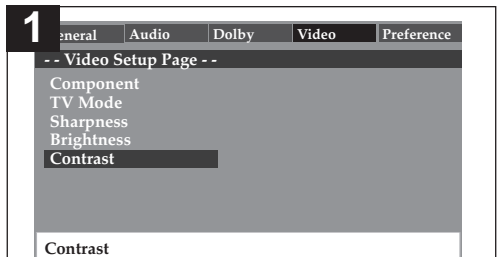 1
eneral Audio Dolby Video Preference
- - Video Setup Page - -
Component
TV Mode
Sharpness
Brightness
Contrast
Contrast